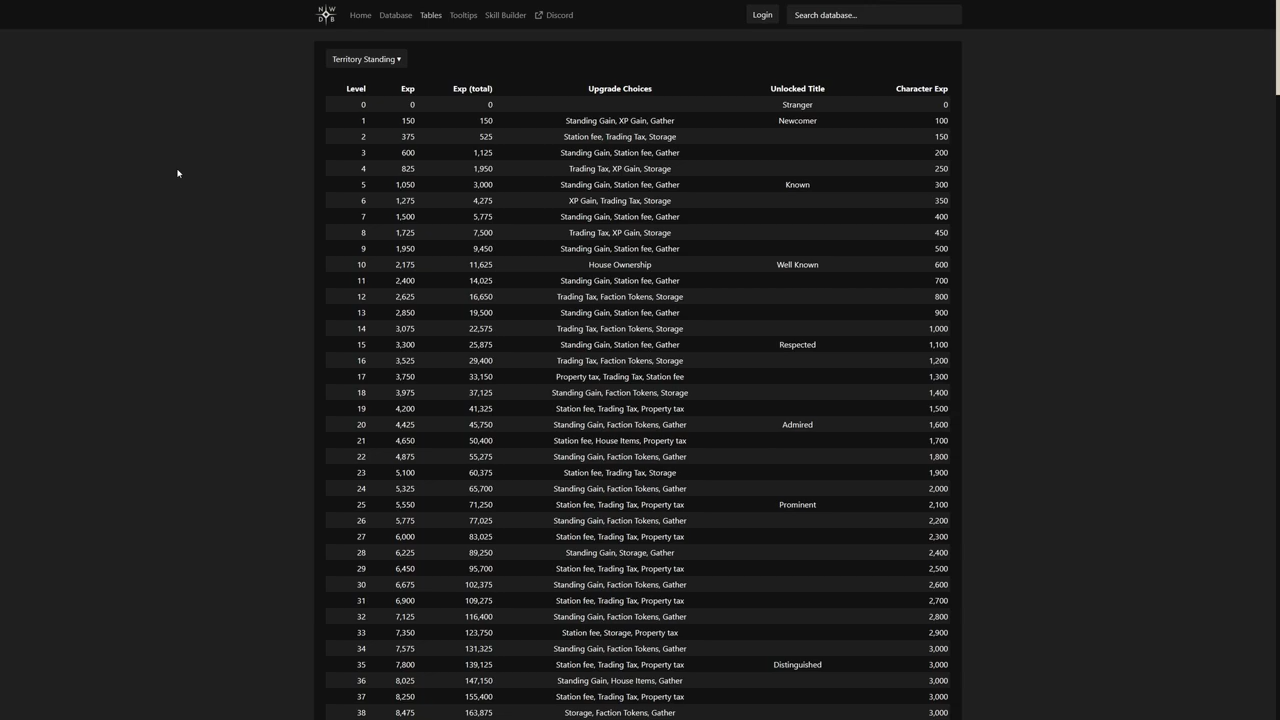 NW DB Home Database Tables Tooltips Skill Builder Discord Login Search database...
Territory Standing ▾
Level Exp Exp (total) Upgrade Choices Unlocked Title Character Exp
0 0 0 Stranger 0
1 150 150 Standing Gain, XP Gain, Gather Newcomer 100
2 375 525 Station fee, Trading Tax, Storage 150
3 600 1,125 Standing Gain, Station fee, Gather 200
4 825 1,950 Trading Tax, XP Gain, Storage 250
5 1,050 3,000 Standing Gain, Station fee, Gather Known 300
6 1,275 4,275 XP Gain, Trading Tax, Storage 350
7 1,500 5,775 Standing Gain, Station fee, Gather 400
8 1,725 7,500 Trading Tax, XP Gain, Storage 450
9 1,950 9,450 Standing Gain, Station fee, Gather 500
10 2,175 11,625 House Ownership Well Known 600
11 2,400 14,025 Standing Gain, Station fee, Gather 700
12 2,625 16,650 Trading Tax, Faction Tokens, Storage 800
13 2,850 19,500 Standing Gain, Station fee, Gather 900
14 3,075 22,575 Trading Tax, Faction Tokens, Storage 1,000
15 3,300 25,875 Standing Gain, Station fee, Gather Respected 1,100
16 3,525 29,400 Trading Tax, Faction Tokens, Storage 1,200
17 3,750 33,150 Property tax, Trading Tax, Station fee 1,300
18 3,975 37,125 Standing Gain, Faction Tokens, Storage 1,400
19 4,200 41,325 Station fee, Trading Tax, Property tax 1,500
20 4,425 45,750 Standing Gain, Faction Tokens, Gather Admired 1,600
21 4,650 50,400 Station fee, House Items, Property tax 1,700
22 4,875 55,275 Standing Gain, Faction Tokens, Gather 1,800
23 5,100 60,375 Station fee, Trading Tax, Storage 1,900
24 5,325 65,700 Standing Gain, Faction Tokens, Gather 2,000
25 5,550 71,250 Station fee, Trading Tax, Property tax Prominent 2,100
26 5,775 77,025 Standing Gain, Faction Tokens, Gather 2,200
27 6,000 83,025 Station fee, Trading Tax, Property tax 2,300
28 6,225 89,250 Standing Gain, Storage, Gather 2,400
29 6,450 95,700 Station fee, Trading Tax, Property tax 2,500
30 6,675 102,375 Standing Gain, Faction Tokens, Gather 2,600
31 6,900 109,275 Station fee, Trading Tax, Property tax 2,700
32 7,125 116,400 Standing Gain, Faction Tokens, Gather 2,800
33 7,350 123,750 Station fee, Storage, Property tax 2,900
34 7,575 131,325 Standing Gain, Faction Tokens, Gather 3,000
35 7,800 139,125 Station fee, Trading Tax, Property tax Distinguished 3,000
36 8,025 147,150 Standing Gain, House Items, Gather 3,000
37 8,250 155,400 Station fee, Trading Tax, Property tax 3,000
38 8,475 163,875 Storage, Faction Tokens, Gather 3,000